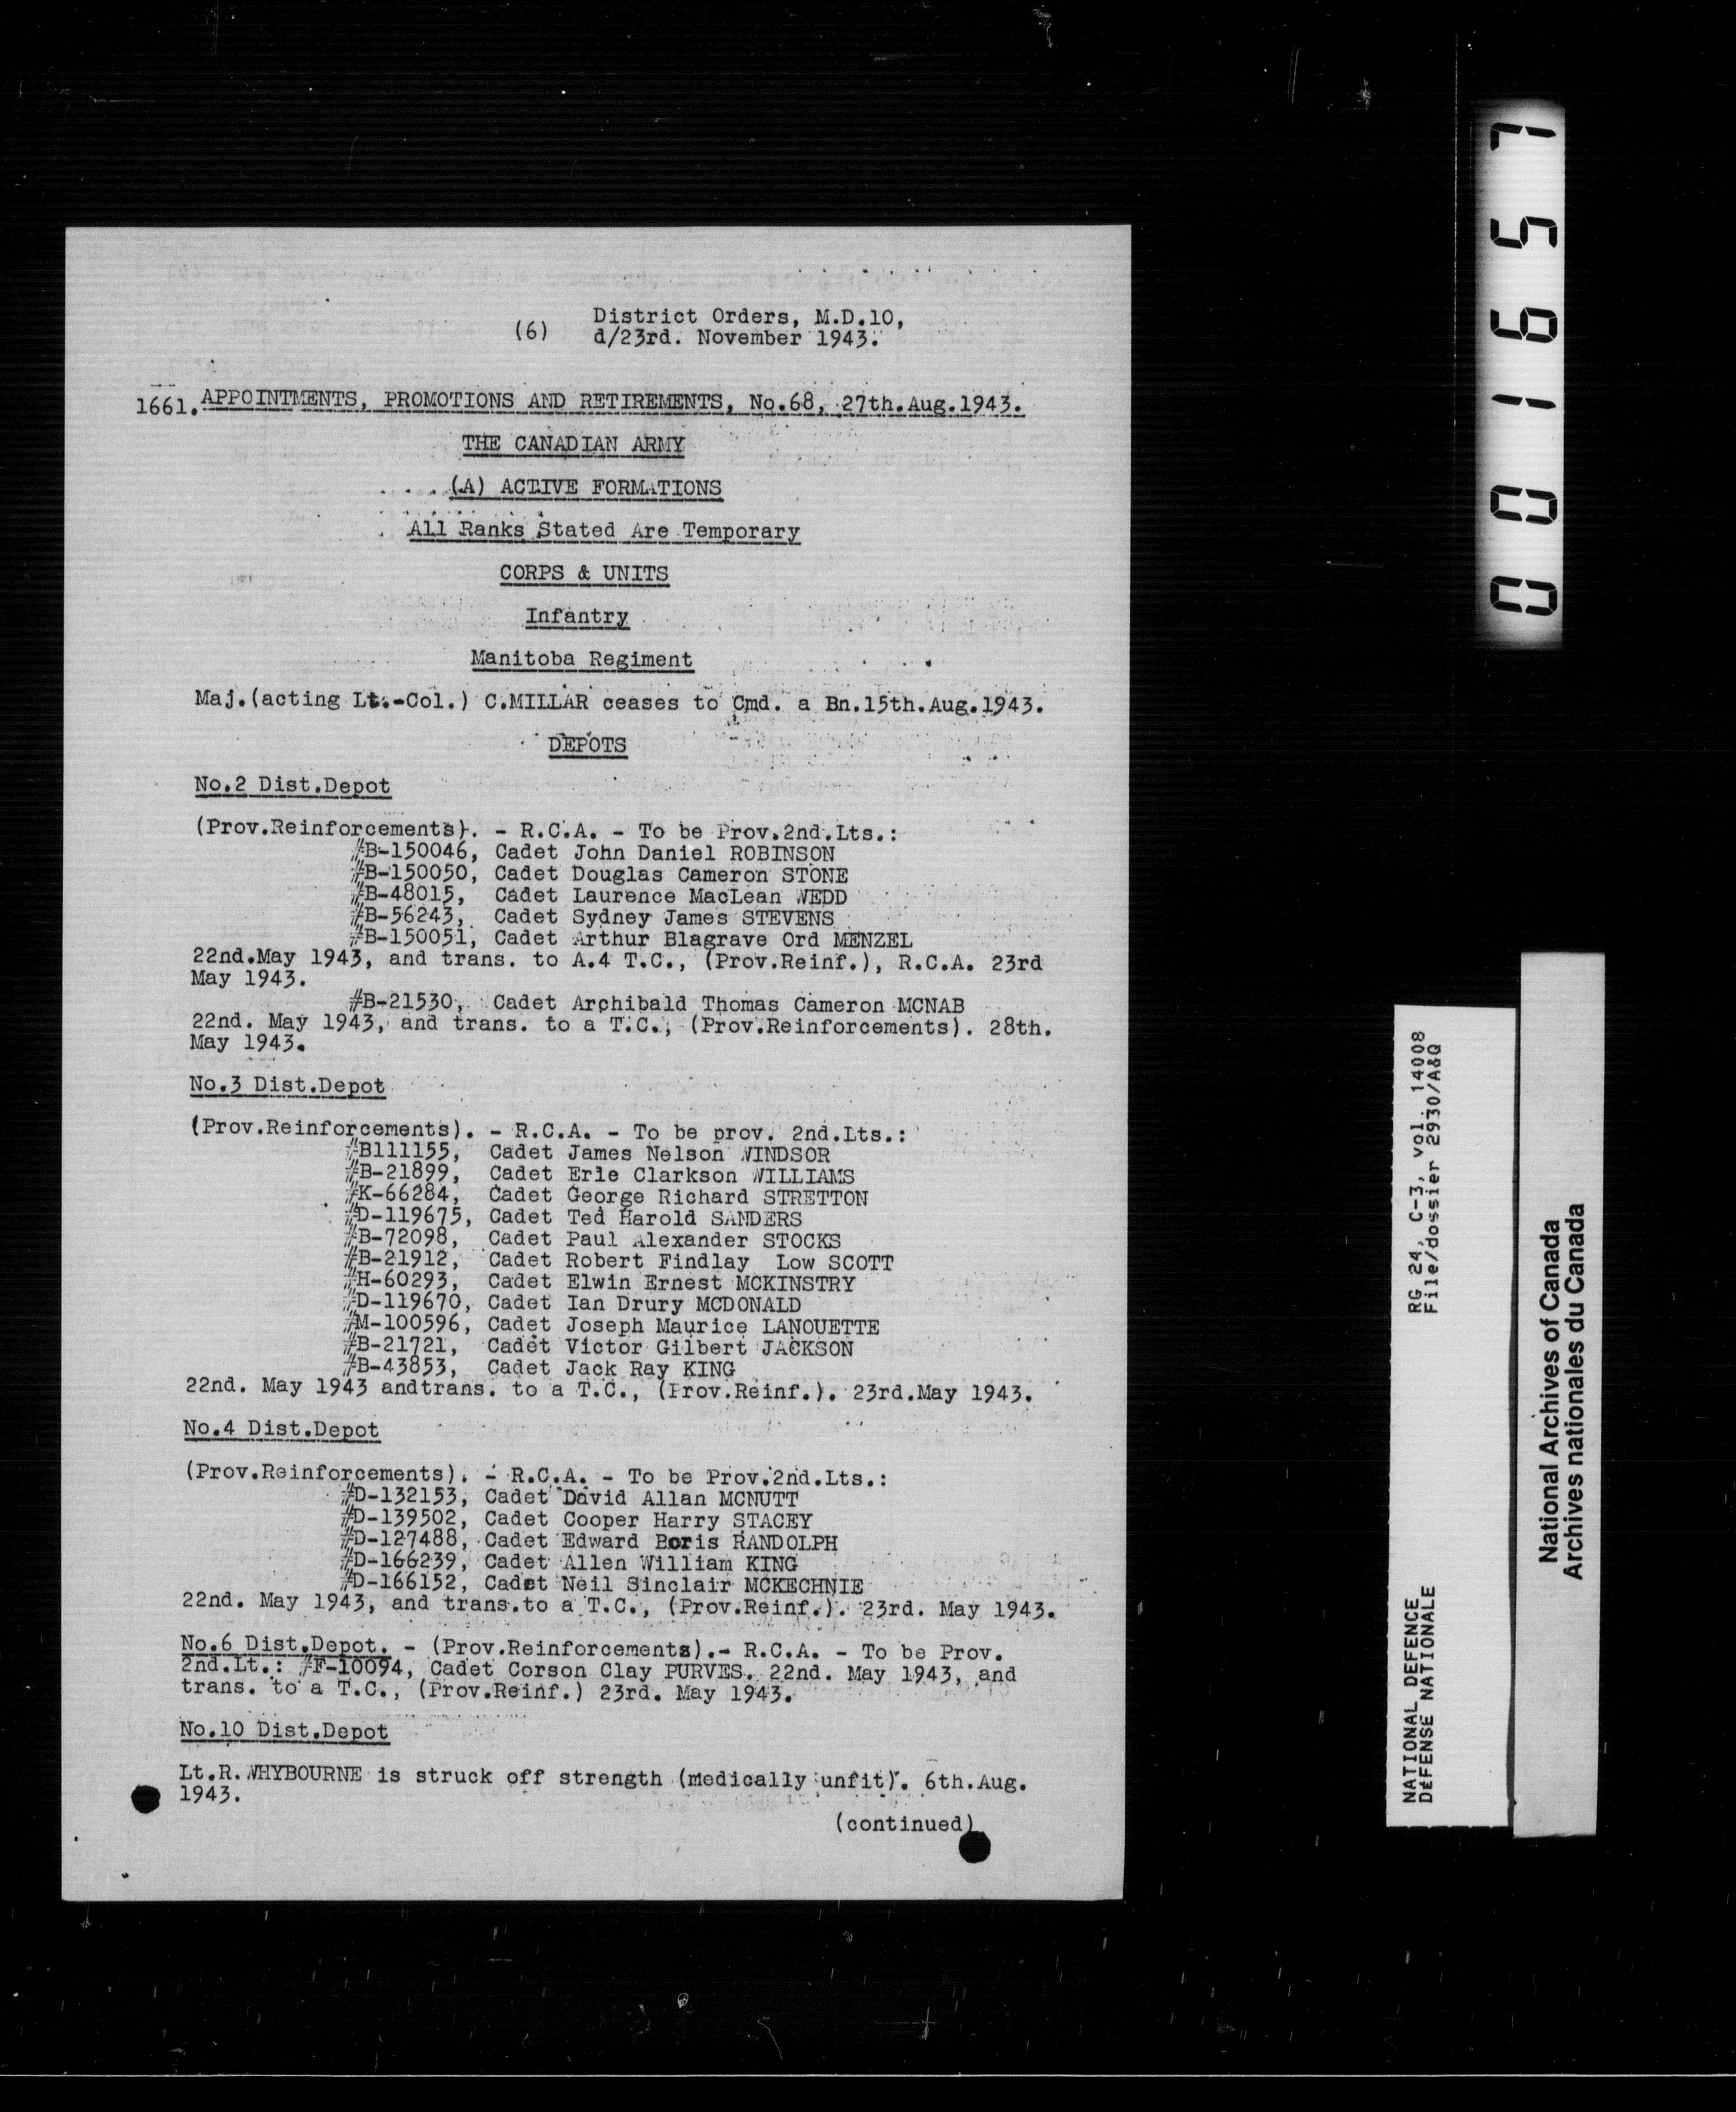 (6)
District Orders, M.D.10,
d/23rd. November 1943.
1661. APPOINTMENTS, PROMOTIONS AND RETIREMENTS, No.68, 27th.Aug.1943.
THE CANADIAN ARMY
(A) ACTIVE FORMATIONS
All Ranks Stated Are Temporary
CORPS & UNITS
Infantry
Manitoba Regiment
Maj.(acting Lt.-Col.) C.MILLAR ceases to Cmd. a Bn.15th.Aug.1943.
DEPOTS
No.2 Dist.Depot
(Prov.Reinforcements). - R.C.A. - To be Prov.2nd.Lts.:
#B-150046, Cadet John Daniel ROBINSON
#B-150050, Cadet Douglas Cameron STONE
#B-48015, Cadet Laurence MacLean WEDD
#B-56243, Cadet Sydney James STEVENS
#B-150051, Cadet Arthur Blagrave Ord MENZEL
22nd.May 1943, and trans. to A.4 T.C., (Prov.Reinf.), R.C.A. 23rd
May 1943.
#B-21530, Cadet Archibald Thomas Cameron MCNAB
22nd. May 1943, and trans. to a T.C., (Prov.Reinforcements). 28th.
May 1943.
No.3 Dist.Depot
(Prov.Reinforcements). - R.C.A. - To be prov. 2nd.Lts.:
#B111155, Cadet James Nelson WINDSOR
#B-21899, Cadet Erle Clarkson WILLIAMS
#K-66284, Cadet George Richard STRETTON
#D-119675, Cadet Ted Harold SANDERS
#B-72098, Cadet Paul Alexander STOCKS
#B-21912, Cadet Robert Findlay Low SCOTT
#H-60293, Cadet Elwin Ernest MCKINSTRY
#D-119670, Cadet Ian Drury MCDONALD
#M-100596, Cadet Joseph Maurice LANOUETTE
#B-21721, Cadet Victor Gilbert JACKSON
#B-43853, Cadet Jack Ray KING
22nd. May 1943 andtrans. to a T.C., (Prov.Reinf.). 23rd.May 1943.
No.4 Dist.Depot
(Prov.Reinforcements). - R.C.A. - To be Prov.2nd.Lts.:
#D-132153, Cadet David Allan MCNUTT
#D-139502, Cadet Cooper Harry STACEY
#D-127488, Cadet Edward Boris RANDOLPH
#D-166239, Cadet Allen William KING
#D-166152, Cadet Neil Sinclair MCKECHNIE
22nd. May 1943, and trans.to a T.C., (Prov.Reinf.). 23rd. May 1943.
No.6 Dist.Depot. - (Prov.Reinforcements).- R.C.A. - To be Prov.
2nd.Lt.: #F-10094, Cadet Corson Clay PURVES. 22nd. May 1943, and
trans. to a T.C., (Prov.Reinf.) 23rd. May 1943.
No.10 Dist.Depot
Lt.R.WHYBOURNE is struck off strength (medically unfit). 6th.Aug.
1943.
(continued)
001657
NATIONAL DEFENCE RG 24, C-3, vol. 14008
DÉFENSE NATIONALE File/dossier 2930/A&Q
National Archives of Canada
Archives nationales du Canada